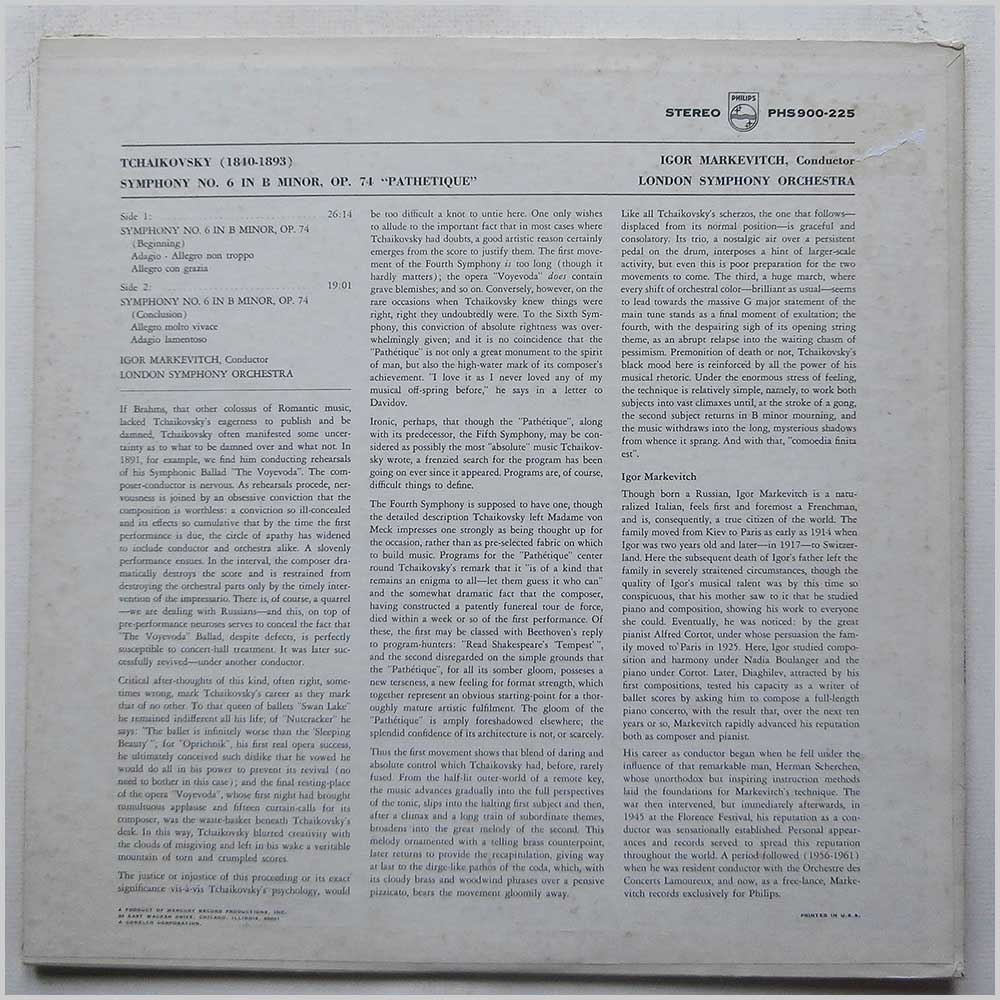 STEREO PHILIPS PHS 900-225
TCHAIKOVSKY (1840-1893)
SYMPHONY NO. 6 IN B MINOR, OP. 74 "PATHETIQUE"
IGOR MARKEVITCH, Conductor
LONDON SYMPHONY ORCHESTRA
Side 1: . . . . . . . . . . . . . . . . . . . . . . . . . . 26:14
SYMPHONY NO. 6 IN B MINOR, OP. 74
(Beginning)
Adagio - Allegro non troppo
Allegro con grazia
Side 2: . . . . . . . . . . . . . . . . . . . . . . . . . . 19:01
SYMPHONY NO. 6 IN B MINOR, OP. 74
(Conclusion)
Allegro molto vivace
Adagio lamentoso
IGOR MARKEVITCH, Conductor
LONDON SYMPHONY ORCHESTRA
If Brahms, that other colossus of Romantic music,
lacked Tchaikovsky's eagerness to publish and be
damned, Tchaikovsky often manifested some uncer-
tainty as to what to be damned over and what not. In
1891, for example, we find him conducting rehearsals
of his Symphonic Ballad "The Voyevoda". The com-
poser-conductor is nervous. As rehearsals procede, ner-
vousness is joined by an obsessive conviction that the
composition is worthless: a conviction so ill-concealed
and its effects so cumulative that by the time the first
performance is due, the circle of apathy has widened
to include conductor and orchestra alike. A slovenly
performance ensues. In the interval, the composer dra-
matically destroys the score and is restrained from
destroying the orchestral parts only by the timely inter-
vention of the impressario. There is, of course, a quarrel
—we are dealing with Russians—and this, on top of
pre-performance neuroses serves to conceal the fact that
"The Voyevoda" Ballad, despite defects, is perfectly
susceptible to concert-hall treatment. It was later suc-
cessfully revived—under another conductor.
Critical after-thoughts of this kind, often right, some-
times wrong, mark Tchaikovsky's career as they mark
that of no other. To that queen of ballets "Swan Lake"
he remained indifferent all his life; of "Nutcracker" he
says: "The ballet is infinitely worse than the 'Sleeping
Beauty'"; for "Oprichnik", his first real opera success,
he ultimately conceived such dislike that he vowed he
would do all in his power to prevent its revival (no
need to bother in this case); and the final resting-place
of the opera "Voyevoda", whose first night had brought
tumultuous applause and fifteen curtain-calls for its
composer, was the waste-basket beneath Tchaikovsky's
desk. In this way, Tchaikovsky blurred creativity with
the clouds of misgiving and left in his wake a veritable
mountain of torn and crumpled scores.
The justice or injustice of this proceeding or its exact
significance vis-à-vis Tchaikovsky's psychology, would
be too difficult a knot to untie here. One only wishes
to allude to the important fact that in most cases where
Tchaikovsky had doubts, a good artistic reason certainly
emerges from the score to justify them. The first move-
ment of the Fourth Symphony is too long (though it
hardly matters); the opera "Voyevoda" does contain
grave blemishes; and so on. Conversely, however, on the
rare occasions when Tchaikovsky knew things were
right, right they undoubtedly were. To the Sixth Sym-
phony, this conviction of absolute rightness was over-
whelmingly given; and it is no coincidence that the
"Pathétique" is not only a great monument to the spirit
of man, but also the high-water mark of its composer's
achievement. "I love it as I never loved any of my
musical off-spring before," he says in a letter to
Davidov.
Ironic, perhaps, that though the "Pathétique", along
with its predecessor, the Fifth Symphony, may be con-
sidered as possibly the most "absolute" music Tchaikov-
sky wrote, a frenzied search for the program has been
going on ever since it appeared. Programs are, of course,
difficult things to define.
The Fourth Symphony is supposed to have one, though
the detailed description Tchaikovsky left Madame von
Meck impresses one strongly as being thought up for
the occasion, rather than as pre-selected fabric on which
to build music. Programs for the "Pathétique" center
round Tchaikovsky's remark that it "is of a kind that
remains an enigma to all—let them guess it who can"
and the somewhat dramatic fact that the composer,
having constructed a patently funereal tour de force,
died within a week or so of the first performance. Of
these, the first may be classed with Beethoven's reply
to program-hunters: "Read Shakespeare's 'Tempest'",
and the second disregarded on the simple grounds that
the "Pathétique", for all its somber gloom, posseses a
new terseness, a new feeling for format strength, which
together represent an obvious starting-point for a thor-
oughly mature artistic fulfilment. The gloom of the
"Pathétique" is amply foreshadowed elsewhere; the
splendid confidence of its architecture is not, or scarcely.
Thus the first movement shows that blend of daring and
absolute control which Tchaikovsky had, before, rarely
fused. From the half-lit outer-world of a remote key,
the music advances gradually into the full perspectives
of the tonic, slips into the halting first subject and then,
after a climax and a long train of subordinate themes,
broadens into the great melody of the second. This
melody ornamented with a telling brass counterpoint,
later returns to provide the recapitulation, giving way
at last to the dirge-like pathos of the coda, which, with
its cloudy brass and woodwind phrases over a pensive
pizzicato, bears the movement gloomily away.
Like all Tchaikovsky's scherzos, the one that follows—
displaced from its normal position—is graceful and
consolatory. Its trio, a nostalgic air over a persistent
pedal on the drum, interposes a hint of larger-scale
activity, but even this is poor preparation for the two
movements to come. The third, a huge march, where
every shift of orchestral color—brilliant as usual—seems
to lead towards the massive G major statement of the
main tune stands as a final moment of exultation; the
fourth, with the despairing sigh of its opening string
theme, as an abrupt relapse into the waiting chasm of
pessimism. Premonition of death or not, Tchaikovsky's
black mood here is reinforced by all the power of his
musical rhetoric. Under the enormous stress of feeling,
the technique is relatively simple, namely, to work both
subjects into vast climaxes until, at the stroke of a gong,
the second subject returns in B minor mourning, and
the music withdraws into the long, mysterious shadows
from whence it sprang. And with that, "comoedia finita
est".
Igor Markevitch
Though born a Russian, Igor Markevitch is a natu-
ralized Italian, feels first and foremost a Frenchman,
and is, consequently, a true citizen of the world. The
family moved from Kiev to Paris as early as 1914 when
Igor was two years old and later—in 1917—to Switzer-
land. Here the subsequent death of Igor's father left the
family in severely straitened circumstances, though the
quality of Igor's musical talent was by this time so
conspicuous, that his mother saw to it that he studied
piano and composition, showing his work to everyone
she could. Eventually, he was noticed: by the great
pianist Alfred Cortot, under whose persuasion the fam-
ily moved to Paris in 1925. Here, Igor studied compo-
sition and harmony under Nadia Boulanger and the
piano under Cortot. Later, Diaghilev, attracted by his
first compositions, tested his capacity as a writer of
ballet scores by asking him to compose a full-length
piano concerto, with the result that, over the next ten
years or so, Markevitch rapidly advanced his reputation
both as composer and pianist.
His career as conductor began when he fell under the
influence of that remarkable man, Herman Scherchen,
whose unorthodox but inspiring instruction methods
laid the foundations for Markevitch's technique. The
war then intervened, but immediately afterwards, in
1945 at the Florence Festival, his reputation as a con-
ductor was sensationally established. Personal appear-
ances and records served to spread this reputation
throughout the world. A period followed (1956-1961)
when he was resident conductor with the Orchestre des
Concerts Lamoureux, and now, as a free-lance, Marke-
vitch records exclusively for Philips.
A PRODUCT OF MERCURY RECORD PRODUCTIONS, INC.
35 EAST WACKER DRIVE, CHICAGO, ILLINOIS, 60601
A CONELCO CORPORATION.
PRINTED IN U.S.A.